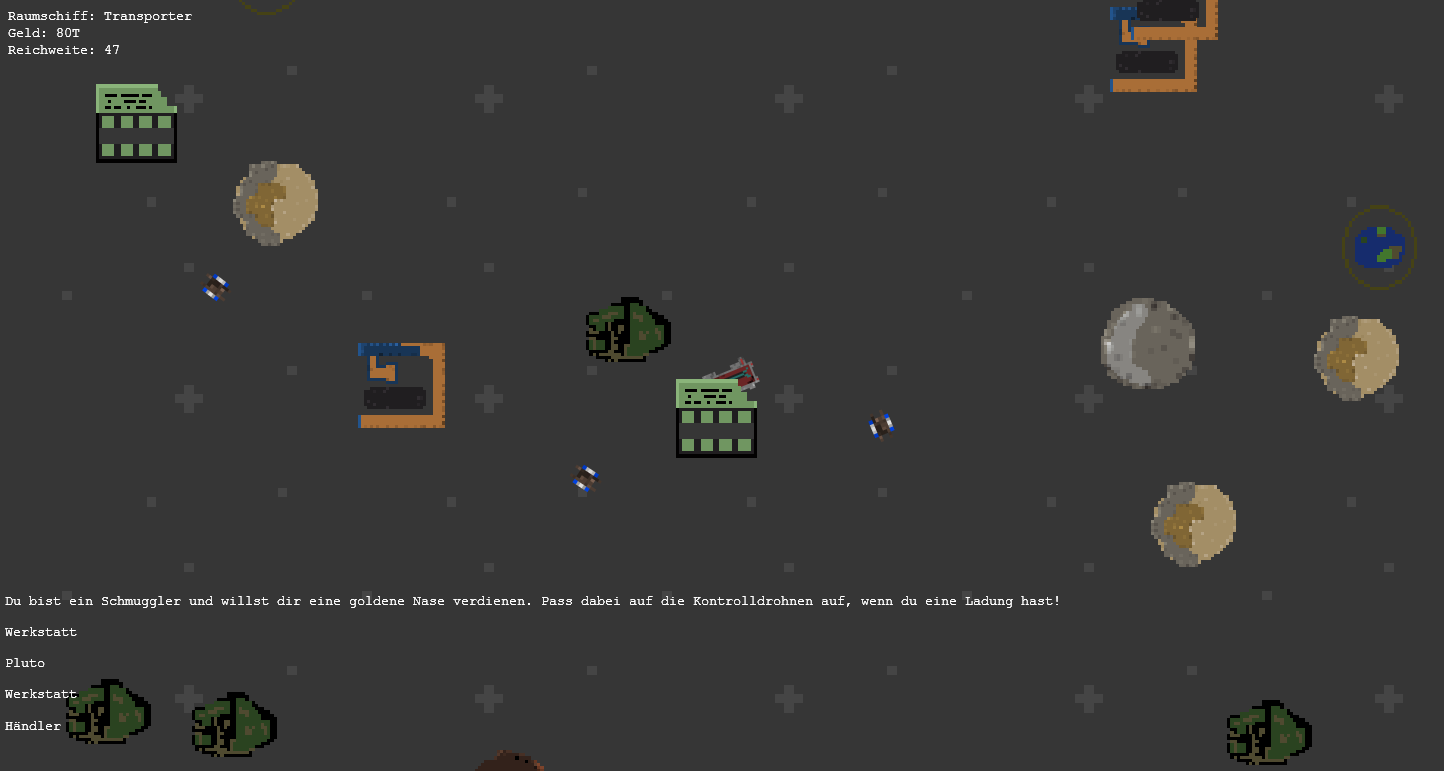 Raumschiff: Transporter
Geld: 80T
Reichweite: 47
Du bist ein Schmuggler und willst dir eine goldene Nase verdienen. Pass dabei auf die Kontrolldrohnen auf, wenn du eine Ladung hast!
Werkstatt
Pluto
Werkstatt
Händler